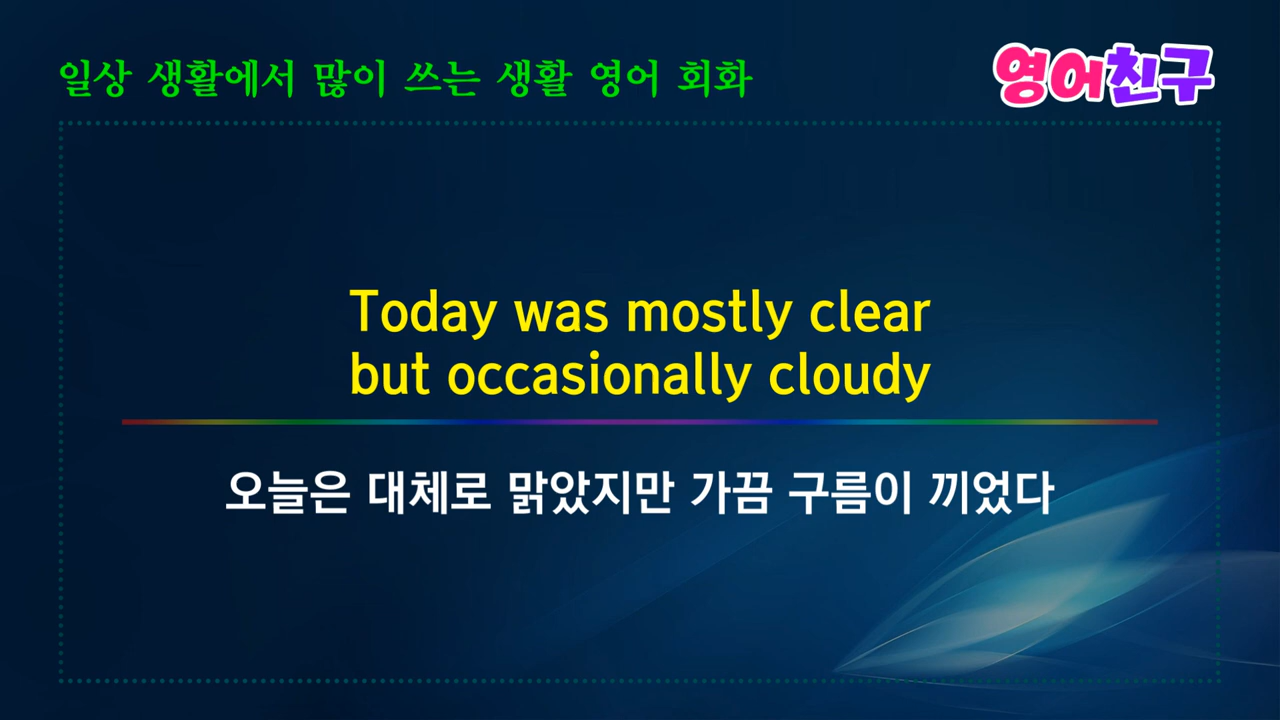 일상 생활에서 많이 쓰는 생활 영어 회화
영어친구
Today was mostly clear
but occasionally cloudy
오늘은 대체로 맑았지만 가끔 구름이 끼었다